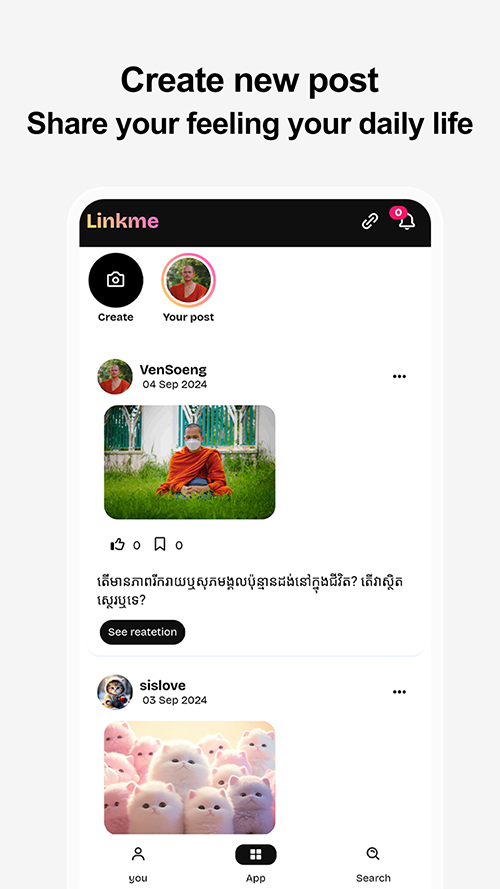 Create new post
Share your feeling your daily life
Linkme
0
Create
Your post
VenSoeng
04 Sep 2024
0
0
តើមានភាពរីករាយឬសុភមង្គលប៉ុន្មានដង់នៅក្នុងជីវិត? តើវាស្ថិត
ស្ថេរឬទេ?
See reatetion
sislove
03 Sep 2024
you
App
Search